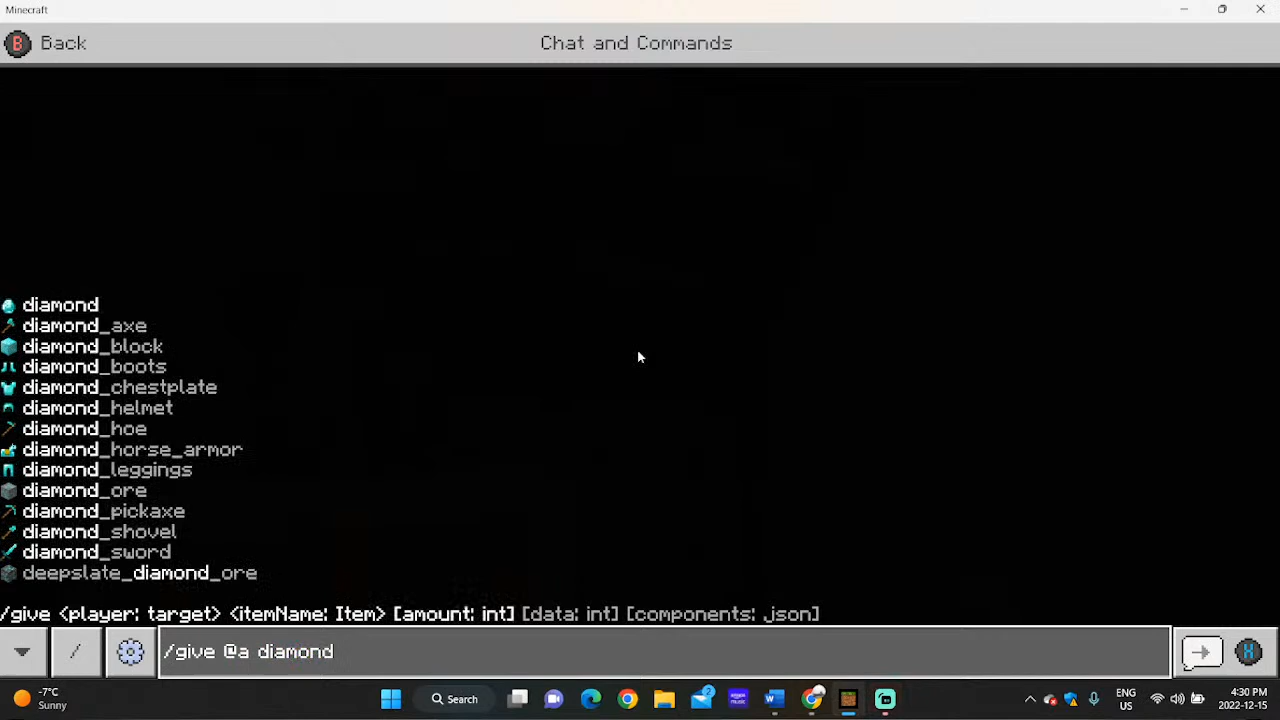 Minecraft
B Back
Chat and Commands
diamond
diamond_axe
diamond_block
diamond_boots
diamond_chestplate
diamond_helmet
diamond_hoe
diamond_horse_armor
diamond_leggings
diamond_ore
diamond_pickaxe
diamond_shovel
diamond_sword
deepslate_diamond_ore
/give <player: target> <itemName: Item> [amount: int] [data: int] [components: json]
/ /give @a diamond X
-7°C
Sunny
Search
2
ENG
US
4:30 PM
2022-12-15